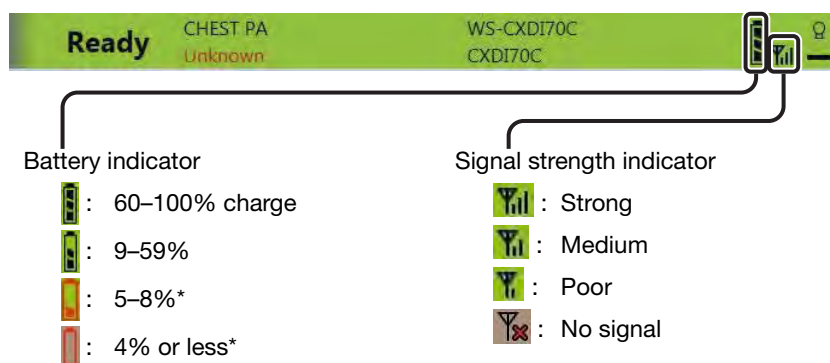 Ready
CHEST PA
Unknown
WS-CXDI70C
CXDI70C
Battery indicator
: 60–100% charge
: 9–59%
: 5–8%*
: 4% or less*
Signal strength indicator
: Strong
: Medium
: Poor
: No signal